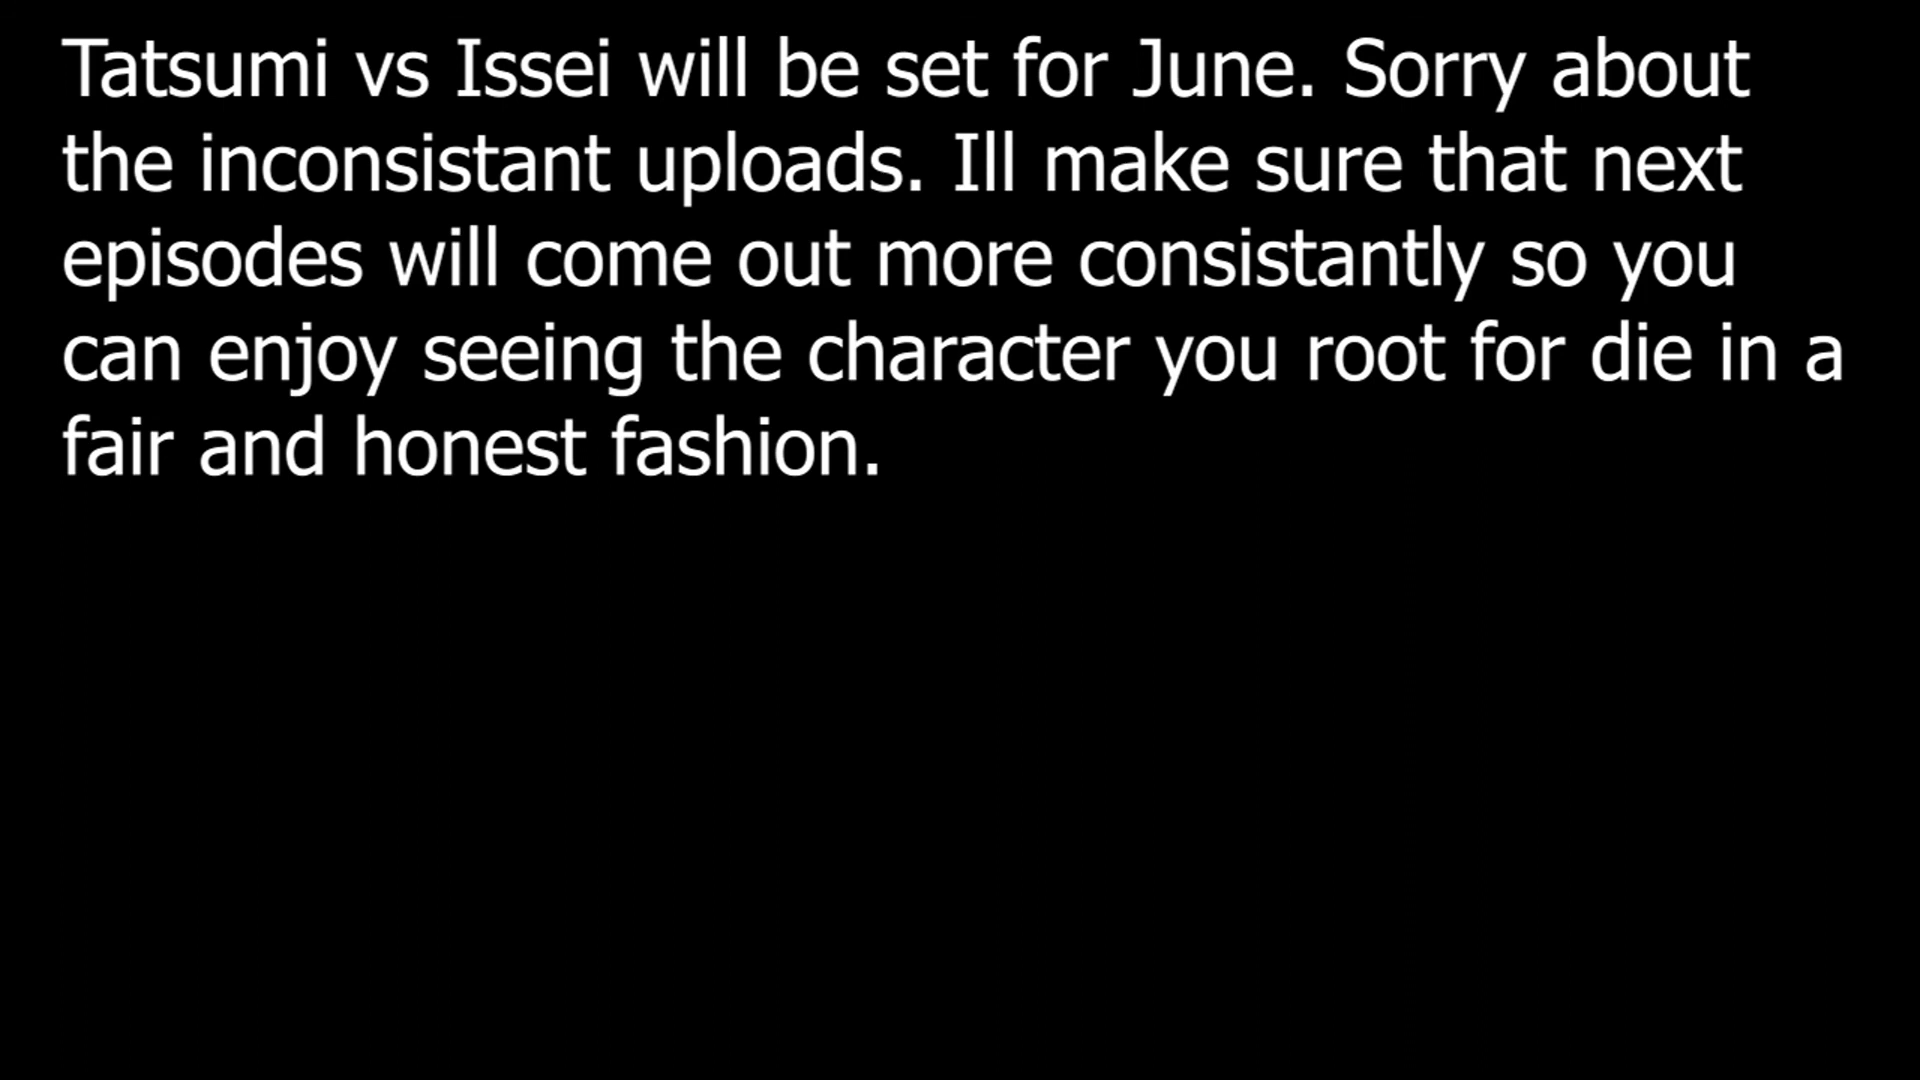 Tatsumi vs Issei will be set for June. Sorry about
the inconsistant uploads. Ill make sure that next
episodes will come out more consistantly so you
can enjoy seeing the character you root for die in a
fair and honest fashion.